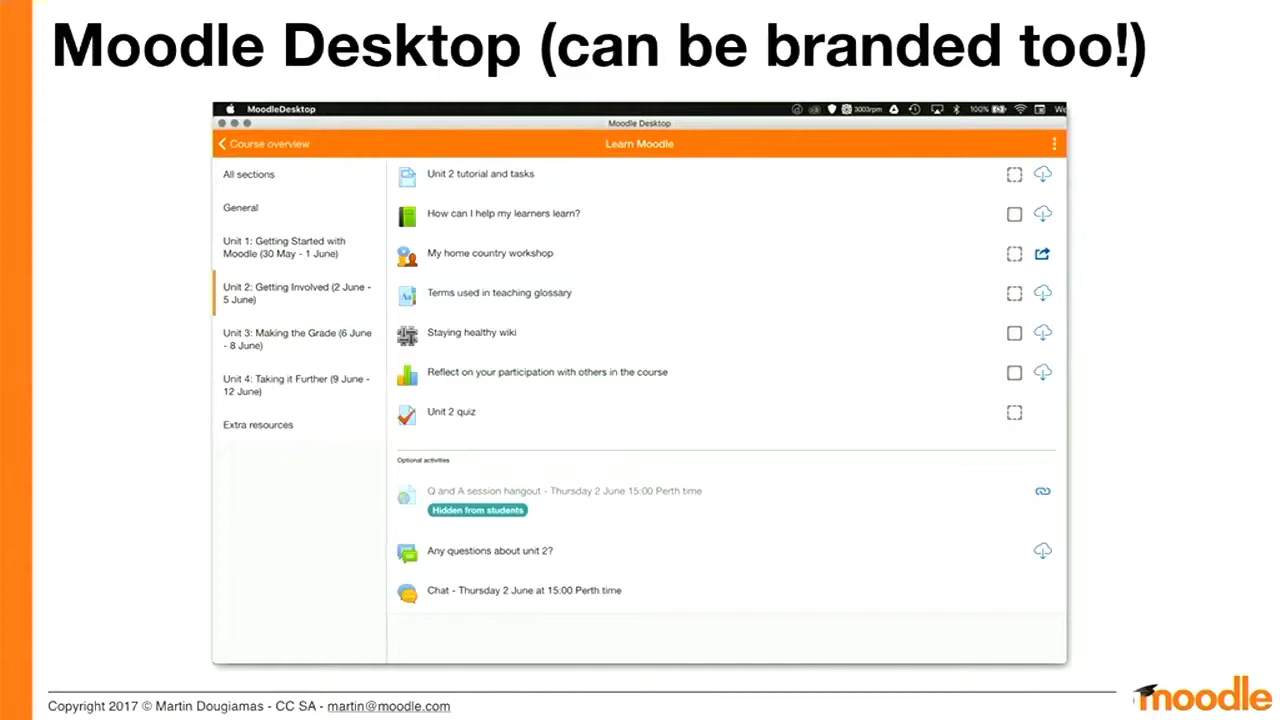 Moodle Desktop (can be branded too!)
MoodleDesktop
3003rpm
100%
We
Moodle Desktop
Course overview
Learn Moodle
All sections
General
Unit 1: Getting Started with
Moodle (30 May - 1 June)
Unit 2: Getting Involved (2 June -
5 June)
Unit 3: Making the Grade (6 June
- 8 June)
Unit 4: Taking it Further (9 June -
12 June)
Extra resources
Unit 2 tutorial and tasks
How can I help my learners learn?
My home country workshop
Terms used in teaching glossary
Staying healthy wiki
Reflect on your participation with others in the course
Unit 2 quiz
Optional activities
Q and A session hangout - Thursday 2 June 15:00 Perth time
Hidden from students
Any questions about unit 2?
Chat - Thursday 2 June at 15:00 Perth time
Copyright 2017 © Martin Dougiamas - CC SA - martin@moodle.com
moodle